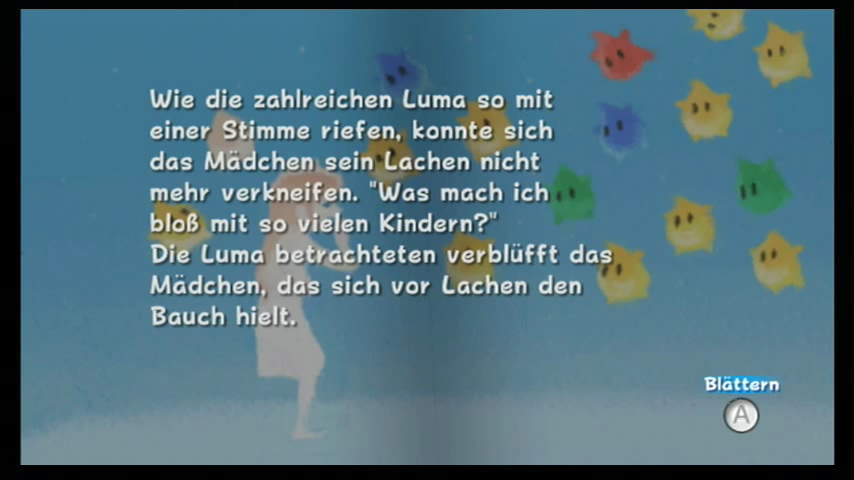 Wie die zahlreichen Luma so mit
einer Stimme riefen, konnte sich
das Mädchen sein Lachen nicht
mehr verkneifen. "Was mach ich
bloß mit so vielen Kindern?"
Die Luma betrachteten verblüfft das
Mädchen, das sich vor Lachen den
Bauch hielt.
Blättern
A